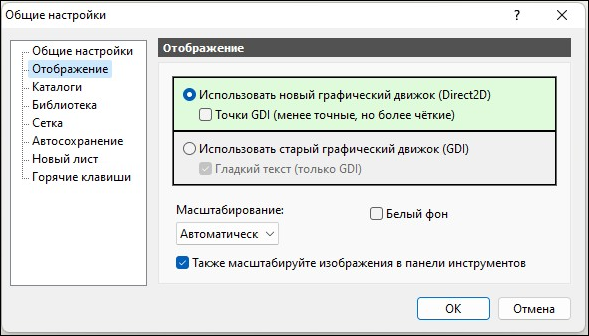 Общие настройки
?
Общие настройки
Отображение
Каталоги
Библиотека
Сетка
Автосохранение
Новый лист
Горячие клавиши
Отображение
Использовать новый графический движок (Direct2D)
Точки GDI (менее точные, но более чёткие)
Использовать старый графический движок (GDI)
Гладкий текст (только GDI)
Масштабирование:
Белый фон
Автоматическ
Также масштабируйте изображения в панели инструментов
OK
Отмена